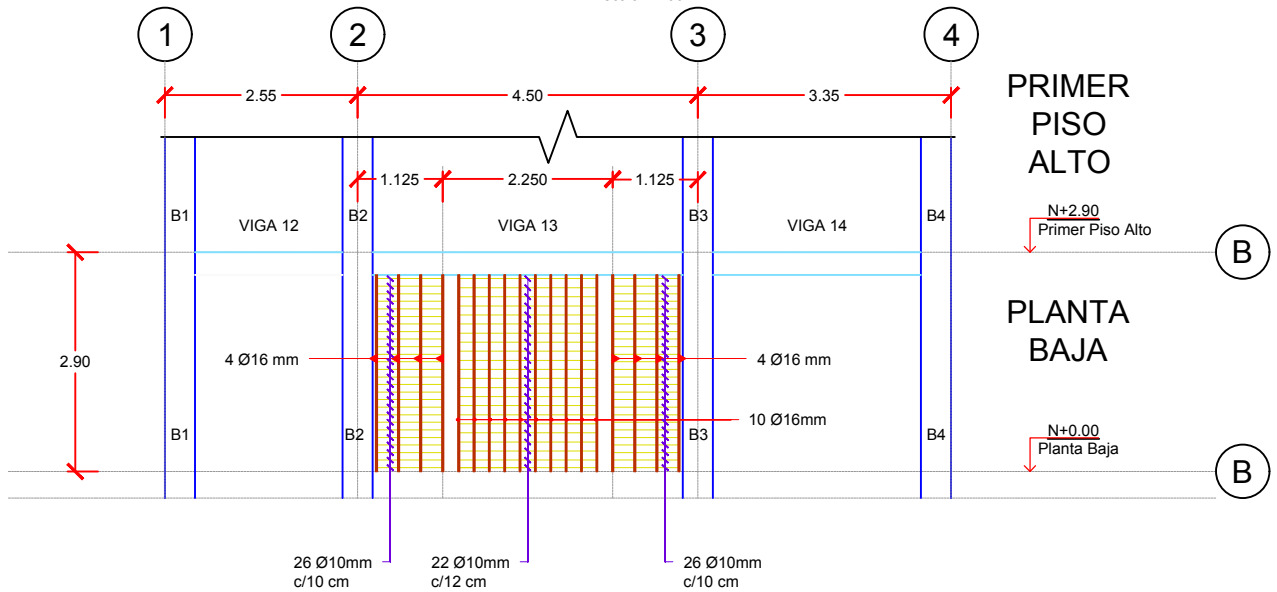 1
2
3
4
2.55
4.50
3.35
PRIMER
PISO
ALTO
1.125
2.250
1.125
B1
VIGA 12
B2
VIGA 13
B3
VIGA 14
B4
N+2.90
Primer Piso Alto
B
2.90
4 Ø16 mm
4 Ø16 mm
PLANTA
BAJA
10 Ø16mm
B1
B2
B3
B4
N+0.00
Planta Baja
B
26 Ø10mm
c/10 cm
22 Ø10mm
c/12 cm
26 Ø10mm
c/10 cm